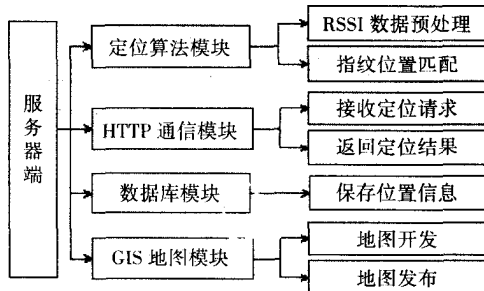 服务器端
定位算法模块
HTTP 通信模块
数据库模块
GIS 地图模块
RSSI 数据预处理
指纹位置匹配
接收定位请求
返回定位结果
保存位置信息
地图开发
地图发布